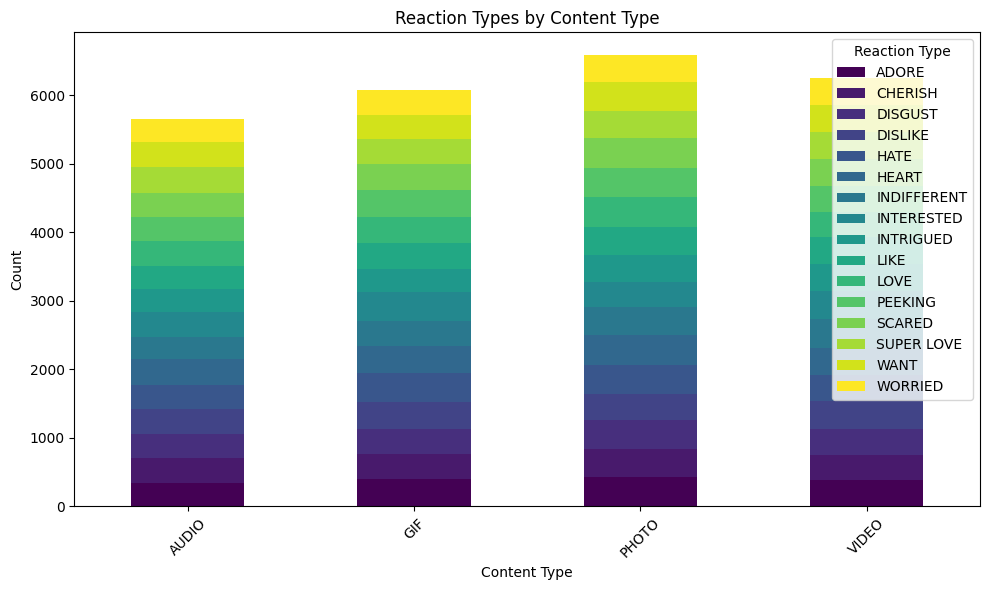 Reaction Types by Content Type
Reaction Type
ADORE
CHERISH
DISGUST
DISLIKE
HATE
HEART
INDIFFERENT
INTERESTED
INTRIGUED
LIKE
LOVE
PEEKING
SCARED
SUPER LOVE
WANT
WORRIED
Count
6000
5000
4000
3000
2000
1000
0
AUDIO
GIF
PHOTO
VIDEO
Content Type